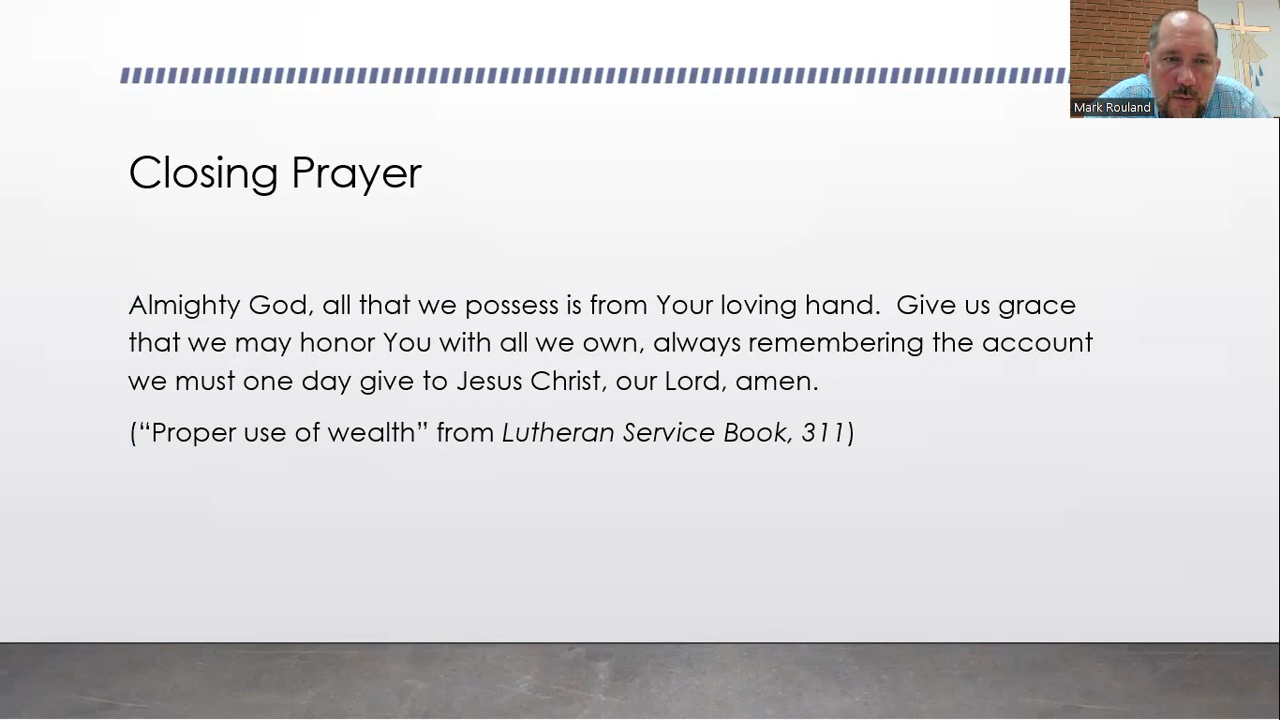 Mark Rouland
Closing Prayer
Almighty God, all that we possess is from Your loving hand.  Give us grace
that we may honor You with all we own, always remembering the account
we must one day give to Jesus Christ, our Lord, amen.
(“Proper use of wealth” from Lutheran Service Book, 311)